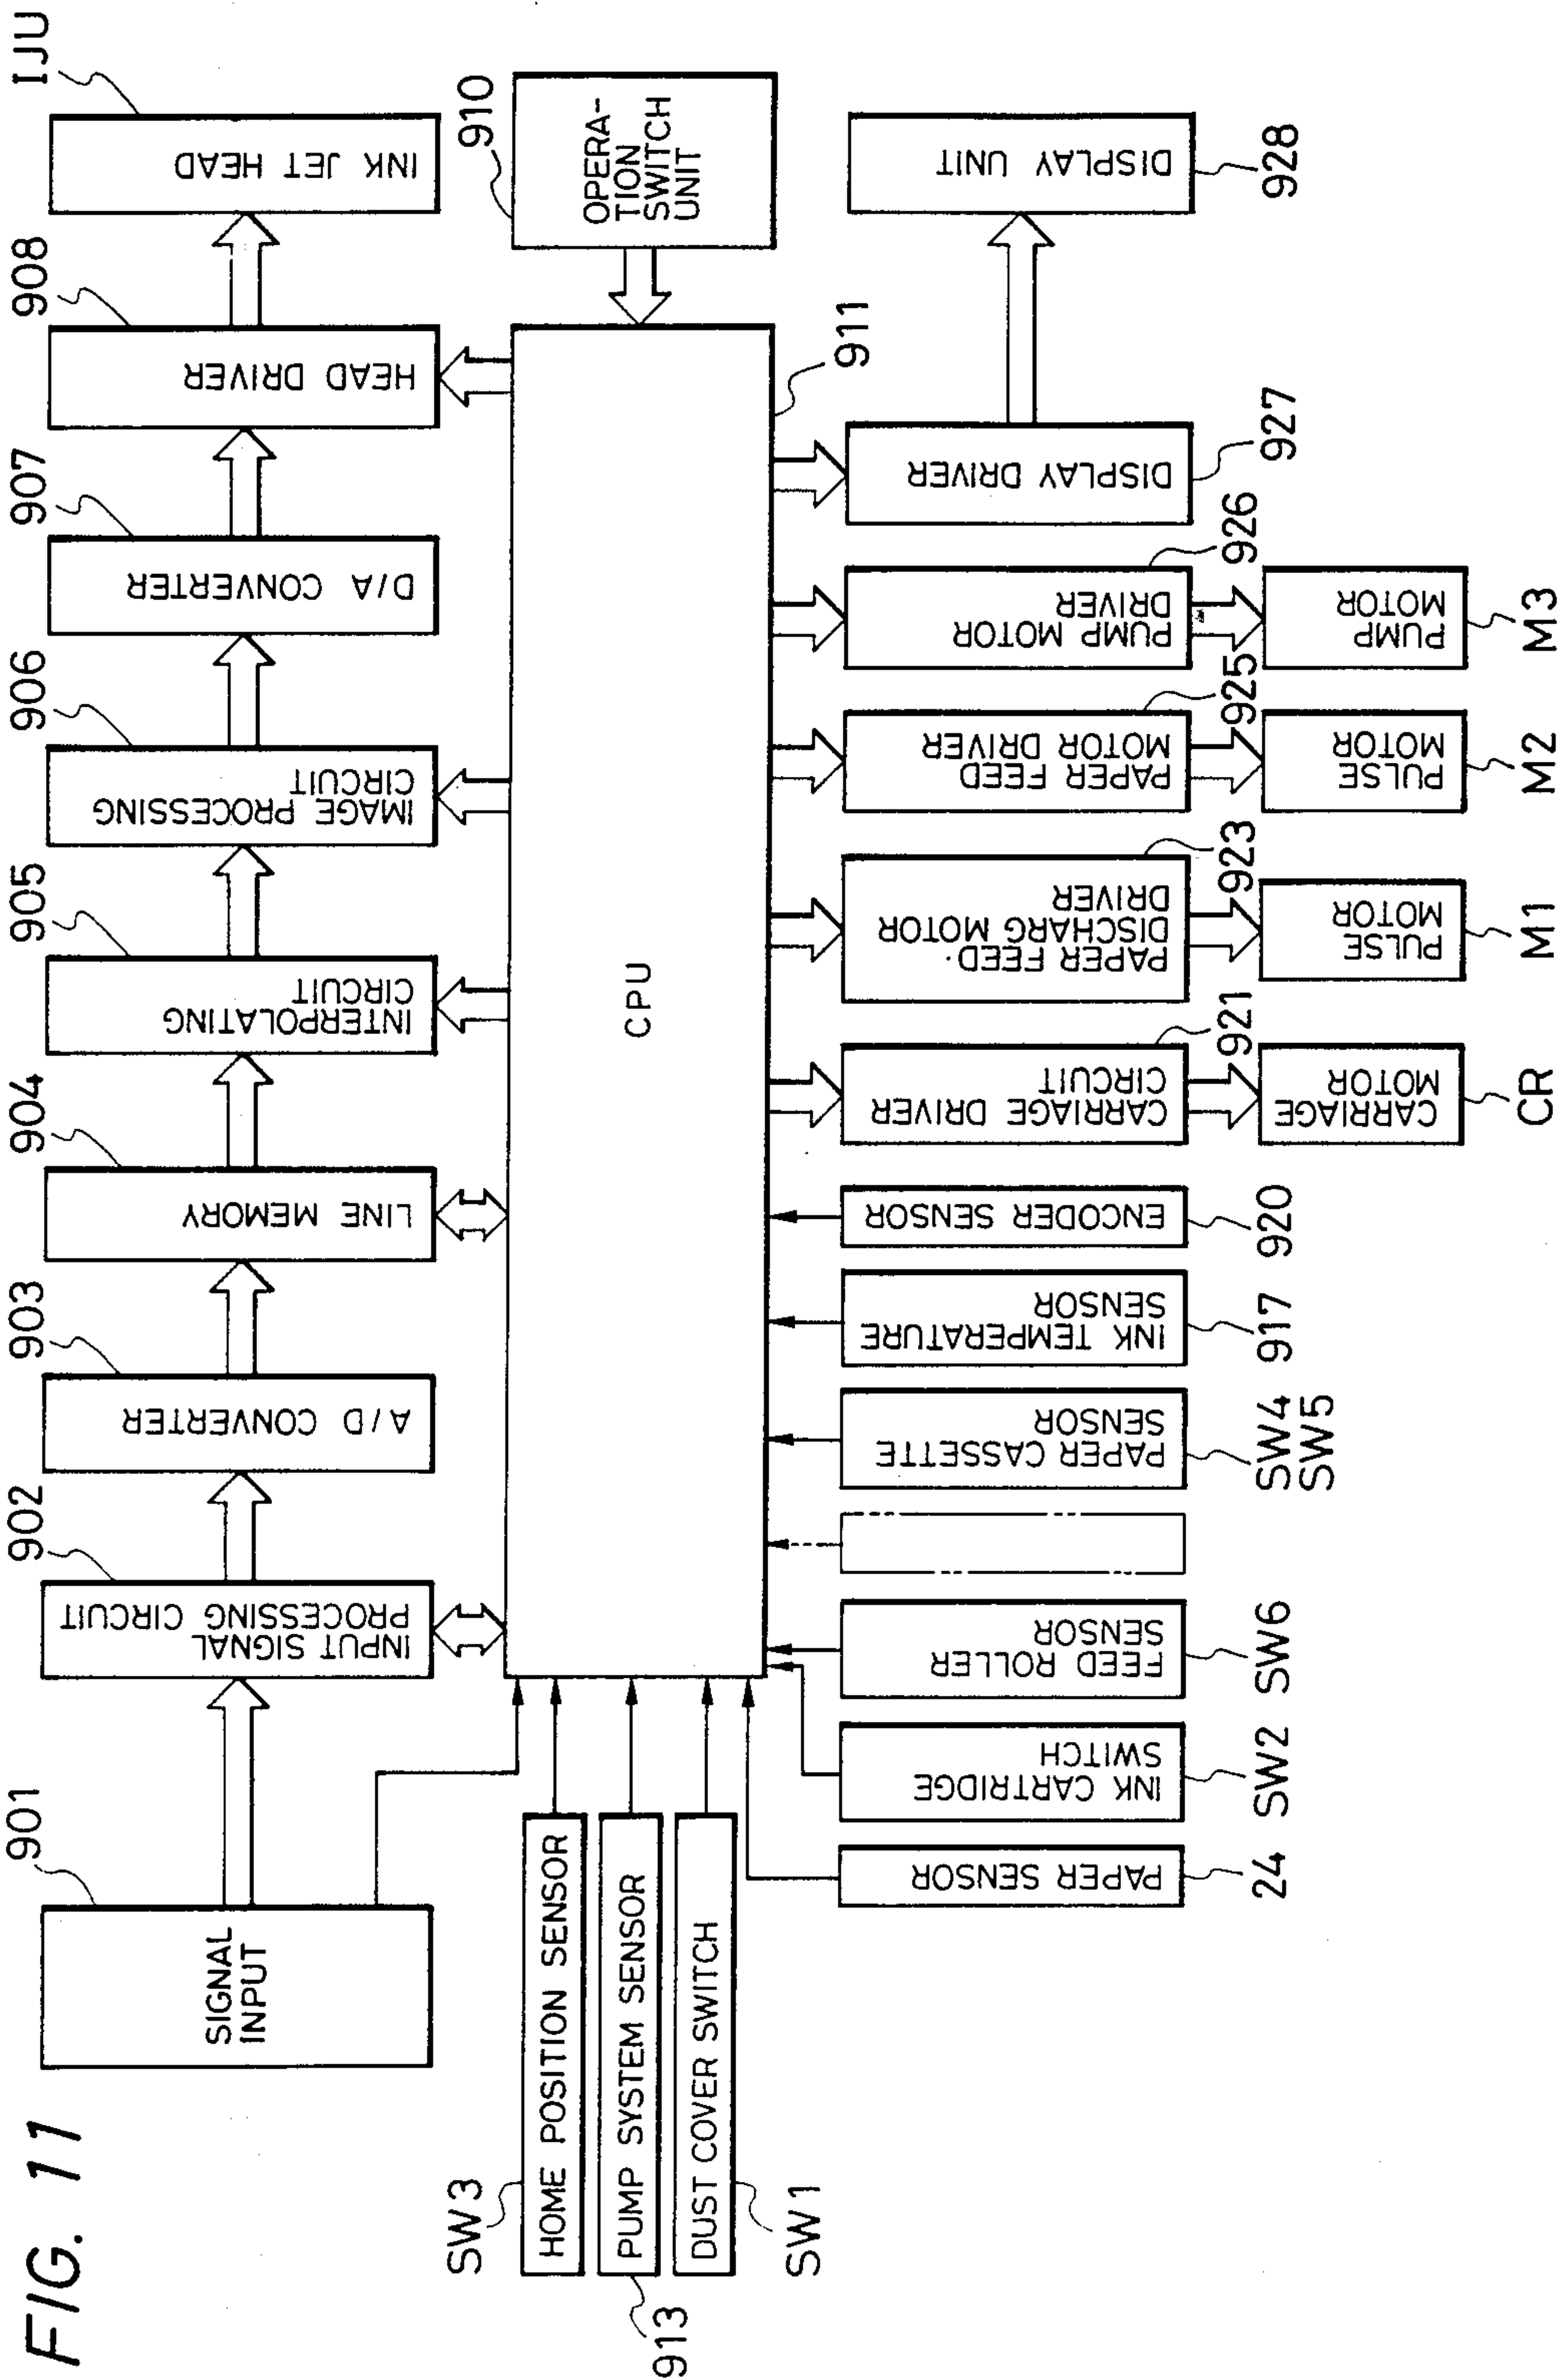 FIG. 11
901
SIGNAL
INPUT
902
INPUT SIGNAL
PROCESSING CIRCUIT
903
A/D CONVERTER
904
LINE MEMORY
905
INTERPOLATING
CIRCUIT
906
IMAGE PROCESSING
CIRCUIT
907
D/A CONVERTER
908
HEAD DRIVER
IJU
INK JET HEAD
910
OPERA-
TION
SWITCH
UNIT
CPU
911
SW3
HOME POSITION SENSOR
PUMP SYSTEM SENSOR
913
DUST COVER SWITCH
SW1
PAPER SENSOR
24
INK CARTRIDGE
SWITCH
SW2
FEED ROLLER
SENSOR
SW6
PAPER CASSETTE
SENSOR
SW4
SW5
INK TEMPERATURE
SENSOR
917
ENCODER SENSOR
920
CARRIAGE DRIVER
CIRCUIT
921
CARRIAGE
MOTOR
CR
PAPER FEED
DISCHARG MOTOR
DRIVER
923
PULSE
MOTOR
M1
PAPER FEED
MOTOR DRIVER
925
PULSE
MOTOR
M2
PUMP MOTOR
DRIVER
926
PUMP
MOTOR
M3
DISPLAY DRIVER
927
DISPLAY UNIT
928